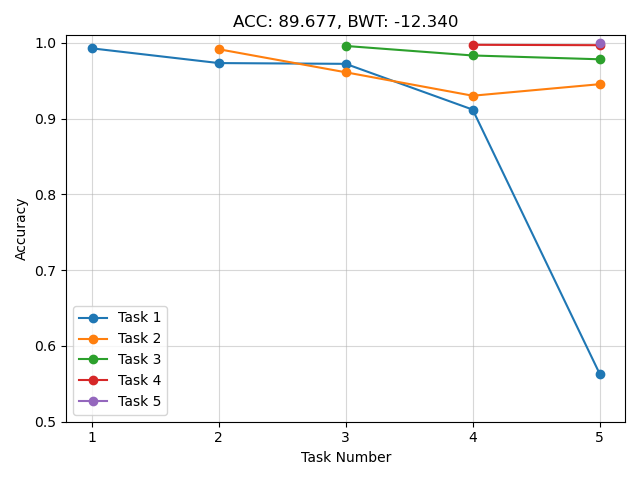 ACC: 89.677, BWT: -12.340
1.0
0.9
0.8
0.7
0.6
0.5
Accuracy
Task 1
Task 2
Task 3
Task 4
Task 5
1 2 3 4 5
Task Number